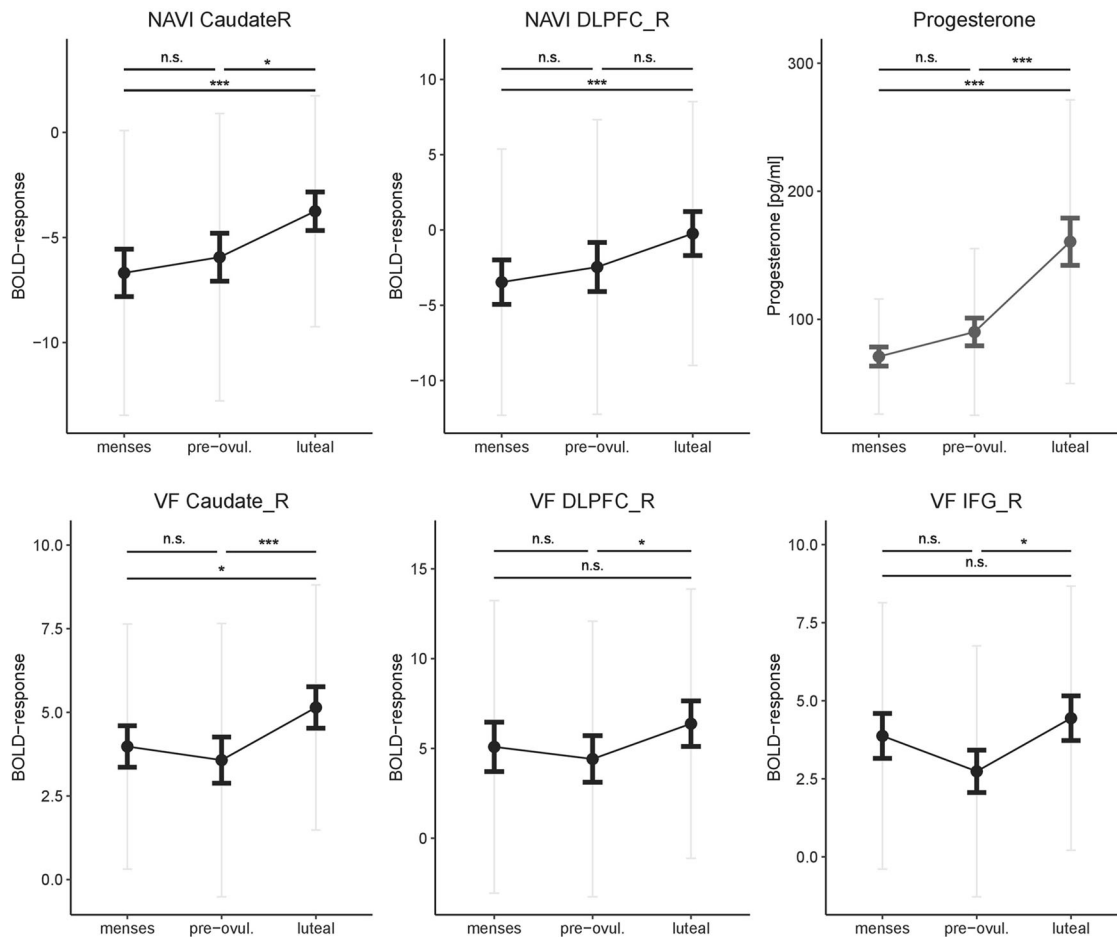 NAVI CaudateR
NAVI DLPFC_R
Progesterone
n.s.
*
***
0
−5
−10
BOLD−response
menses
pre−ovul.
luteal
n.s.
n.s.
***
10
5
0
−5
−10
BOLD−response
menses
pre−ovul.
luteal
n.s.
***
***
300
200
100
Progesterone [pg/ml]
menses
pre−ovul.
luteal
VF Caudate_R
VF DLPFC_R
VF IFG_R
n.s.
***
*
10.0
7.5
5.0
2.5
0.0
BOLD−response
menses
pre−ovul.
luteal
n.s.
*
n.s.
15
10
5
0
BOLD−response
menses
pre−ovul.
luteal
n.s.
*
n.s.
10.0
7.5
5.0
2.5
0.0
BOLD−response
menses
pre−ovul.
luteal